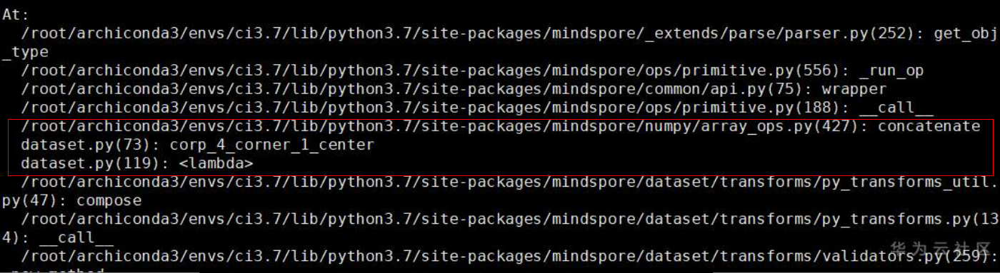 At:
/root/archiconda3/envs/ci3.7/lib/python3.7/site-packages/mindspore/_extends/parse/parser.py(252): get_obj
_type
/root/archiconda3/envs/ci3.7/lib/python3.7/site-packages/mindspore/ops/primitive.py(556): _run_op
/root/archiconda3/envs/ci3.7/lib/python3.7/site-packages/mindspore/common/api.py(75): wrapper
/root/archiconda3/envs/ci3.7/lib/python3.7/site-packages/mindspore/ops/primitive.py(188): __call__
/root/archiconda3/envs/ci3.7/lib/python3.7/site-packages/mindspore/numpy/array_ops.py(427): concatenate
dataset.py(73): corp_4_corner_1_center
dataset.py(119): <lambda>
/root/archiconda3/envs/ci3.7/lib/python3.7/site-packages/mindspore/dataset/transforms/py_transforms_util.
py(47): compose
/root/archiconda3/envs/ci3.7/lib/python3.7/site-packages/mindspore/dataset/transforms/py_transforms.py(13
4): __call__
/root/archiconda3/envs/ci3.7/lib/python3.7/site-packages/mindspore/dataset/transforms/validators.py(259):
华为云社区